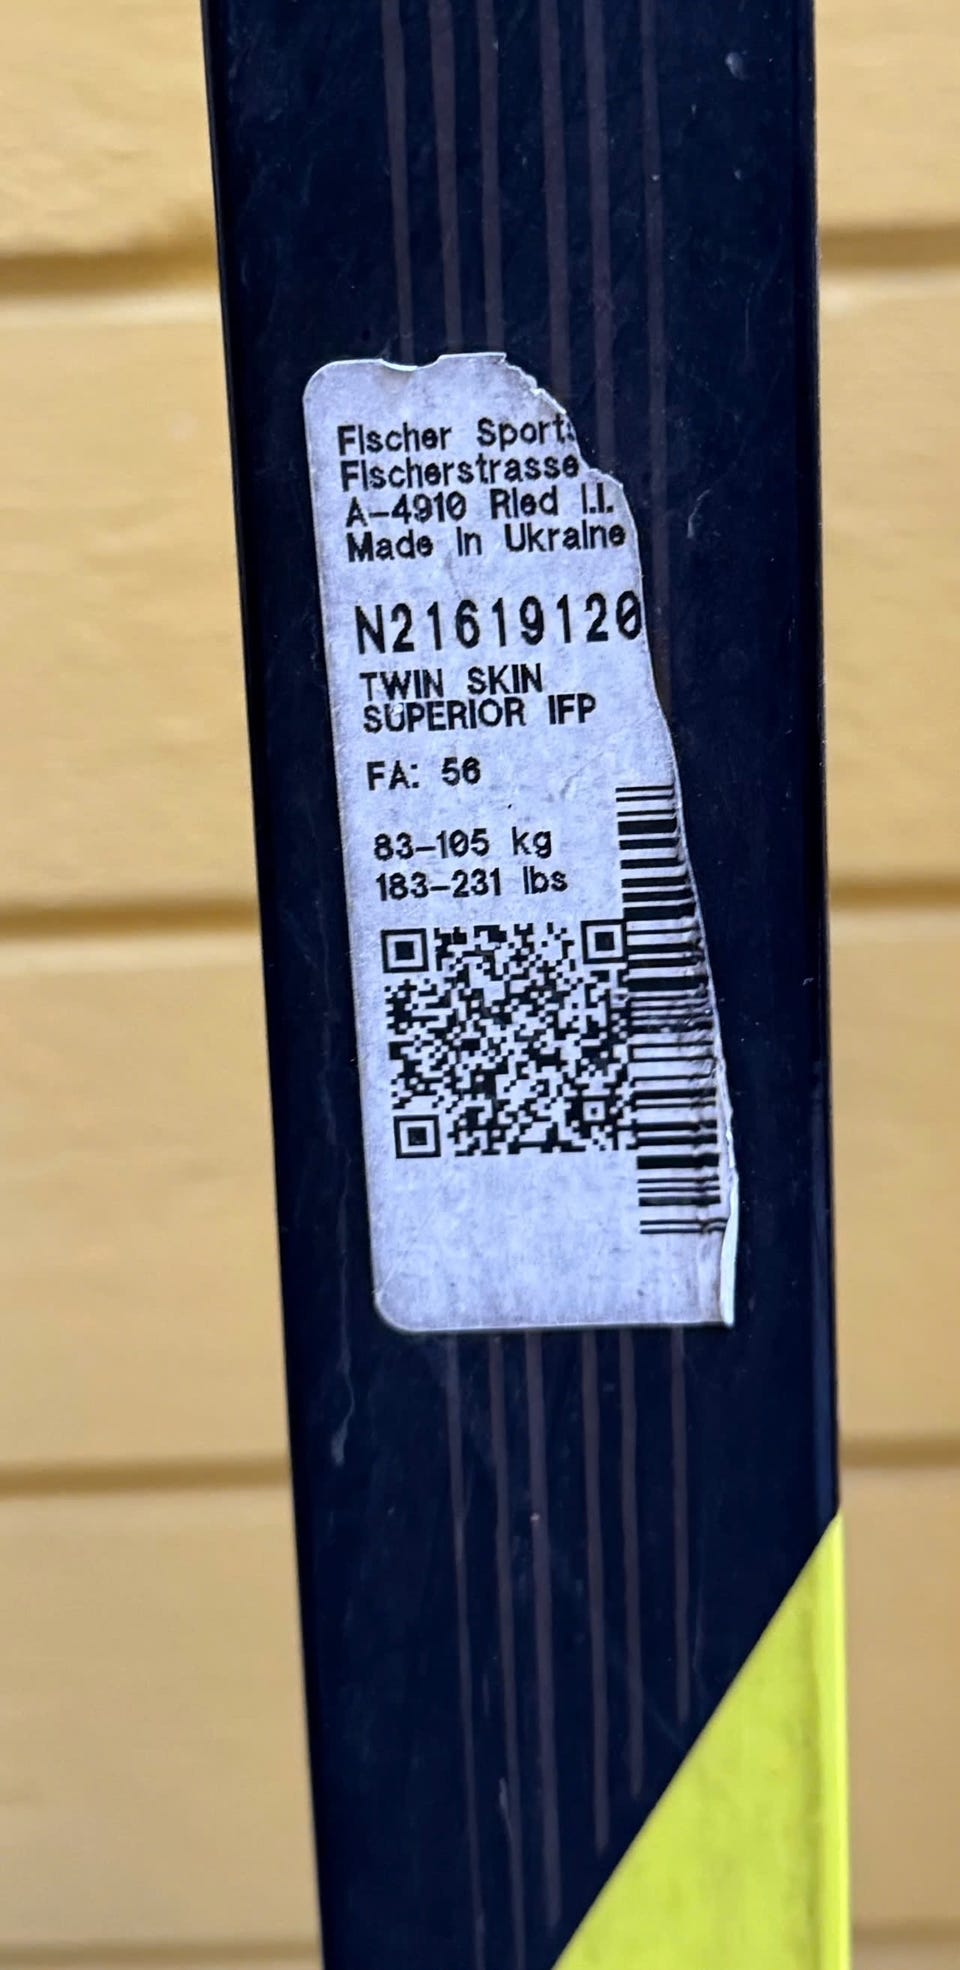 Fischer Sports
Fischerstrasse
A-4910 Ried i.I.
Made in Ukraine
N21619120
TWIN SKIN
SUPERIOR IFP
FA: 56
83-105 kg
183-231 lbs